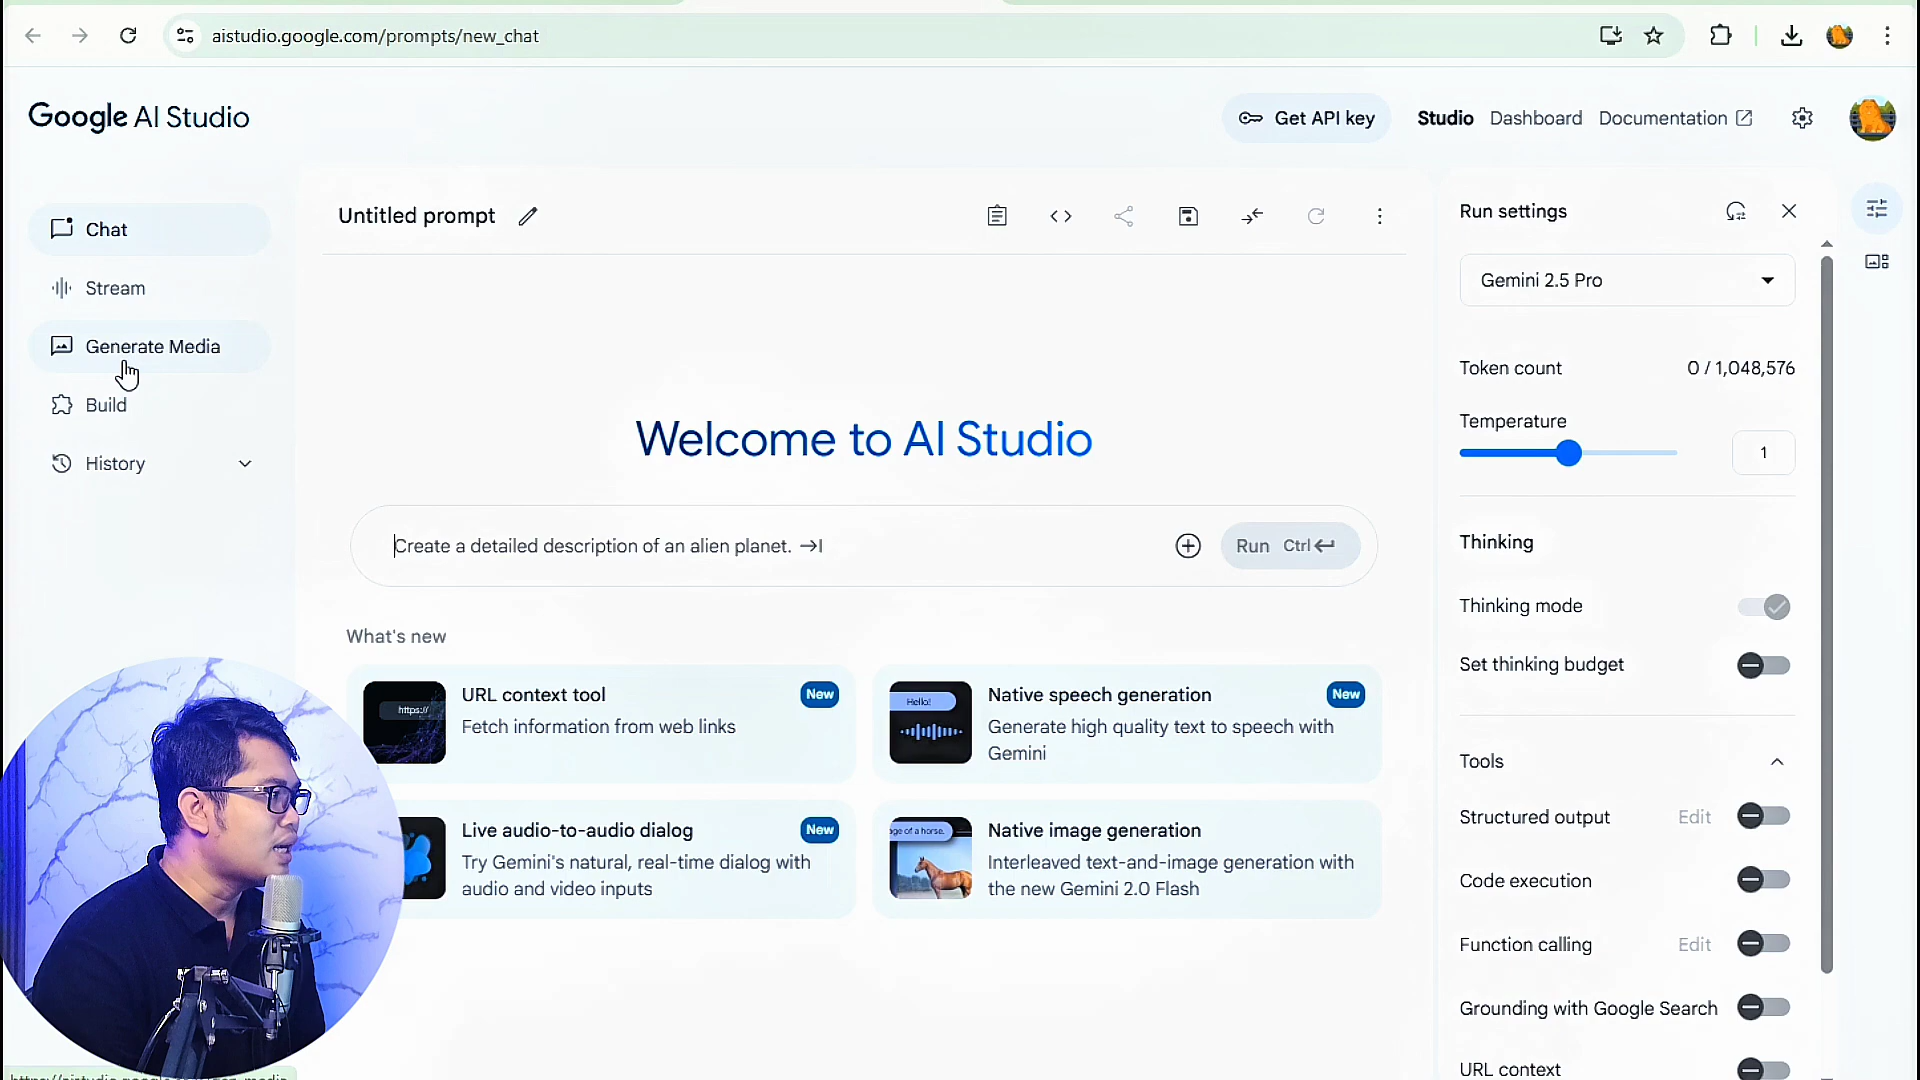 aistudio.google.com/prompts/new_chat
Google AI Studio
Get API key
Studio
Dashboard
Documentation
Chat
Stream
Generate Media
Build
History
Untitled prompt
Welcome to AI Studio
Create a detailed description of an alien planet.
Run Ctrl
What's new
https://
URL context tool
New
Fetch information from web links
Hello!
Native speech generation
New
Generate high quality text to speech with
Gemini
Live audio-to-audio dialog
New
Try Gemini's natural, real-time dialog with
audio and video inputs
of a horse.
Native image generation
Interleaved text-and-image generation with
the new Gemini 2.0 Flash
Run settings
Gemini 2.5 Pro
Token count
0 / 1,048,576
Temperature
1
Thinking
Thinking mode
Set thinking budget
Tools
Structured output
Edit
Code execution
Function calling
Edit
Grounding with Google Search
URL context